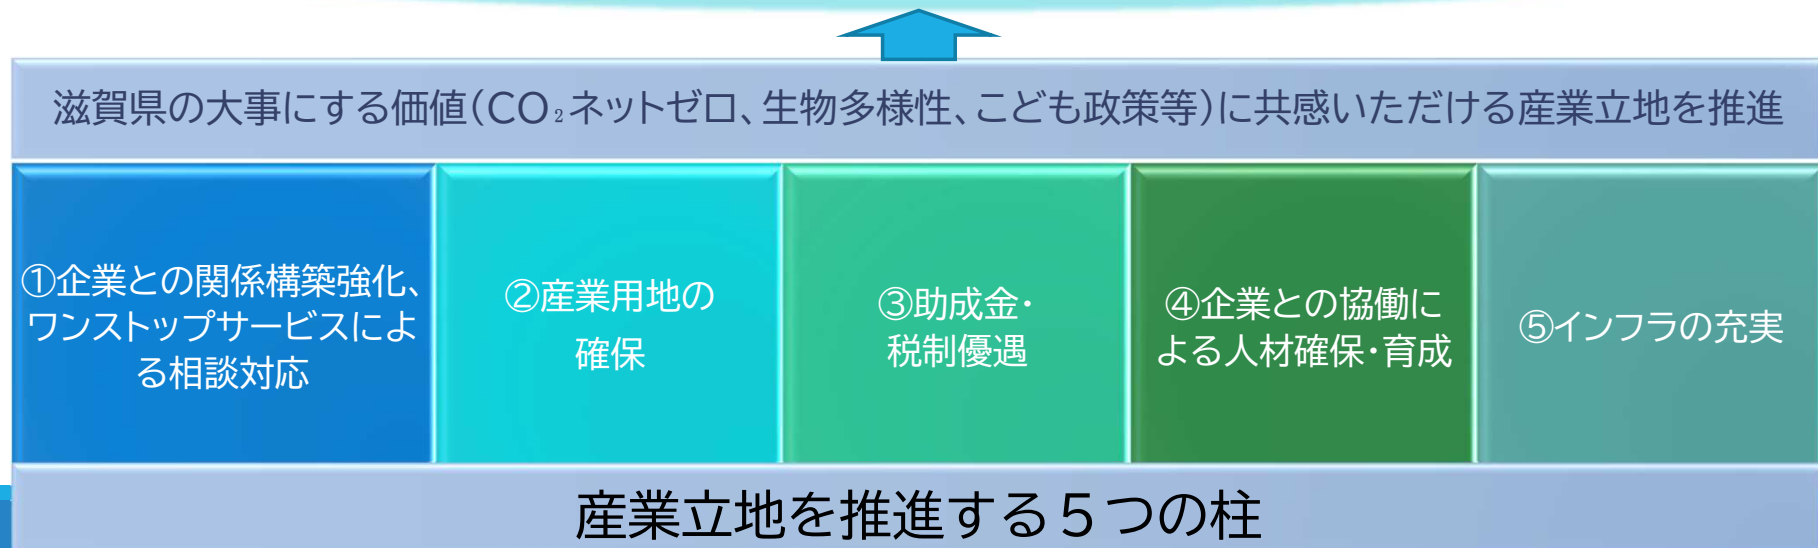 滋賀県の大事にする価値(CO₂ネットゼロ、生物多様性、こども政策等)に共感いただける産業立地を推進
①企業との関係構築強化、
ワンストップサービスによ
る相談対応
②産業用地の
確保
③助成金・
税制優遇
④企業との協働に
よる人材確保・育成
⑤インフラの充実
産業立地を推進する５つの柱